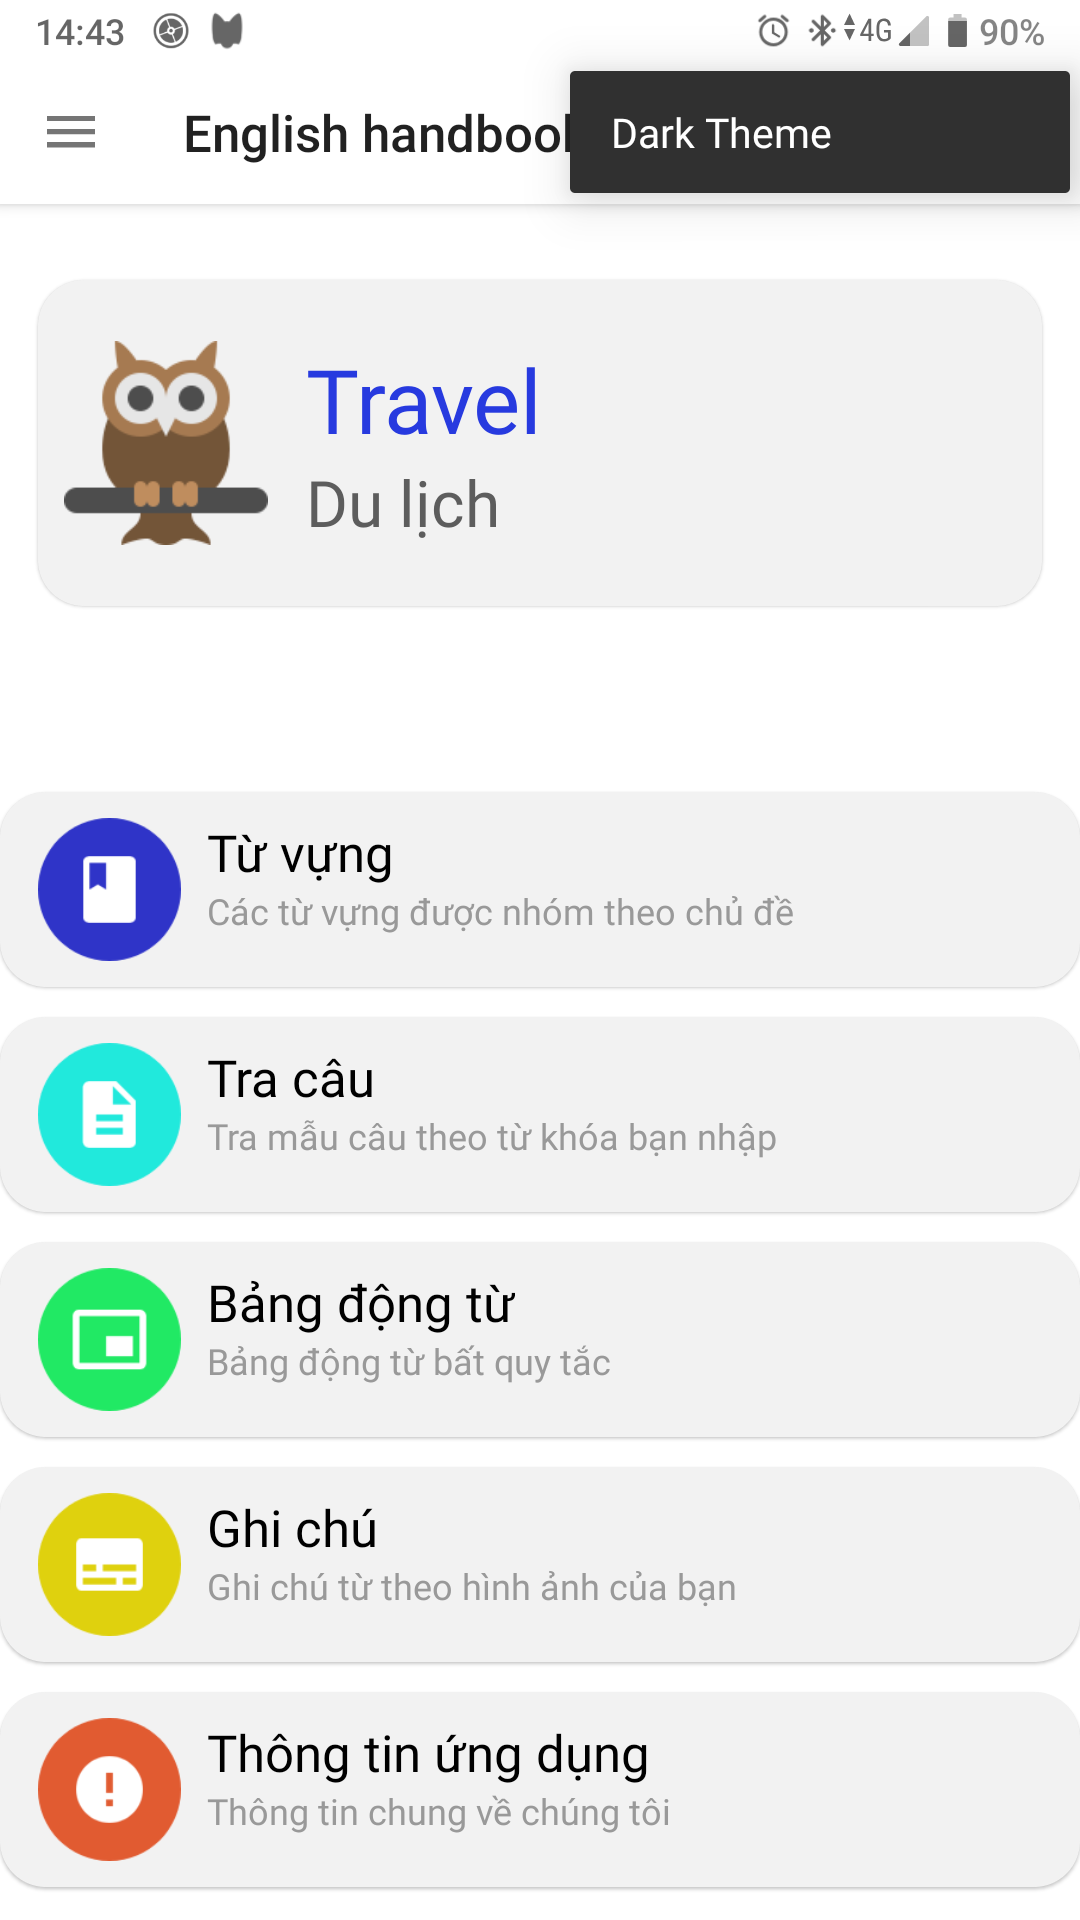 14:43
4G
90%
English handbook
Dark Theme
Travel
Du lịch
Từ vựng
Các từ vựng được nhóm theo chủ đề
Tra câu
Tra mẫu câu theo từ khóa bạn nhập
Bảng động từ
Bảng động từ bất quy tắc
Ghi chú
Ghi chú từ theo hình ảnh của bạn
Thông tin ứng dụng
Thông tin chung về chúng tôi